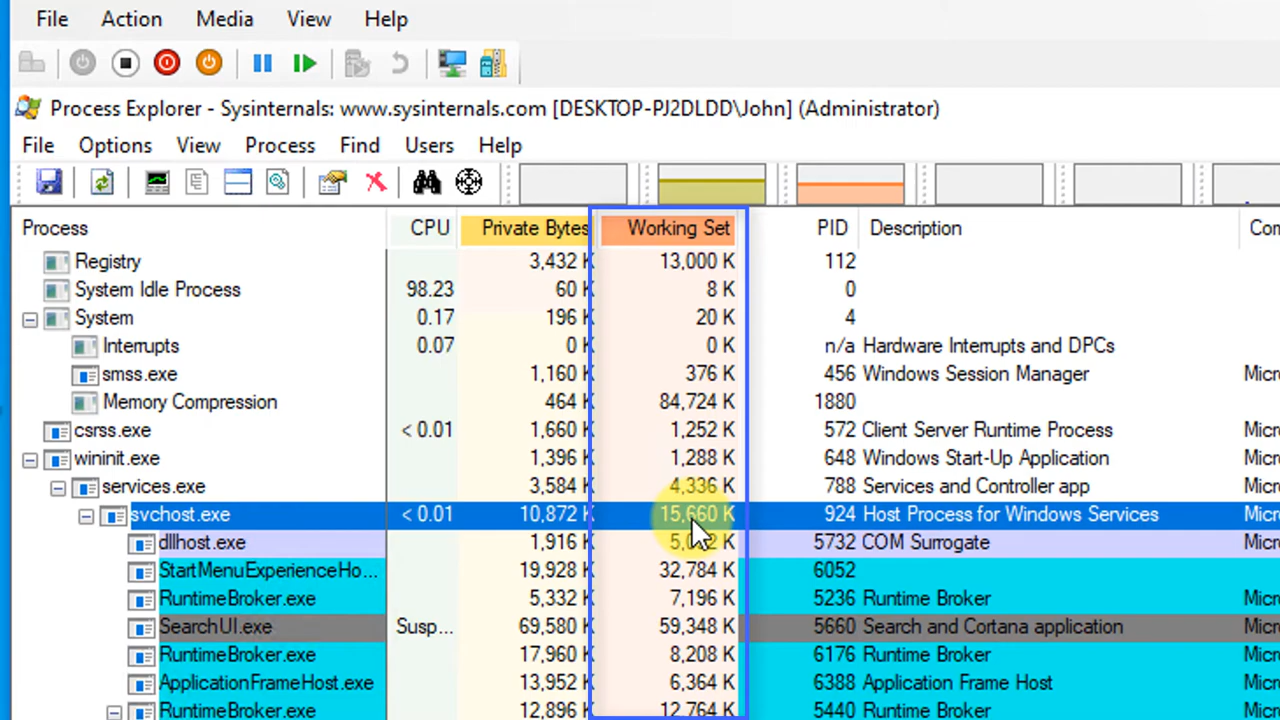 File Action Media View Help
Process Explorer - Sysinternals: www.sysinternals.com [DESKTOP-PJ2DLDD\John] (Administrator)
File Options View Process Find Users Help
Process CPU Private Bytes Working Set PID Description
Registry 3,432 K 13,000 K 112
System Idle Process 98.23 60 K 8 K 0
System 0.17 196 K 20 K 4
Interrupts 0.07 0 K 0 K n/a Hardware Interrupts and DPCs
smss.exe 1,160 K 376 K 456 Windows Session Manager
Memory Compression 464 K 84,724 K 1880
csrss.exe < 0.01 1,660 K 1,252 K 572 Client Server Runtime Process
wininit.exe 1,396 K 1,288 K 648 Windows Start-Up Application
services.exe 3,584 K 4,336 K 788 Services and Controller app
svchost.exe < 0.01 10,872 K 15,660 K 924 Host Process for Windows Services
dllhost.exe 1,916 K 5732 COM Surrogate
StartMenuExperienceHo... 19,928 K 32,784 K 6052
RuntimeBroker.exe 5,332 K 7,196 K 5236 Runtime Broker
SearchUI.exe Susp... 69,580 K 59,348 K 5660 Search and Cortana application
RuntimeBroker.exe 17,960 K 8,208 K 6176 Runtime Broker
ApplicationFrameHost.exe 13,952 K 6,364 K 6388 Application Frame Host
RuntimeBroker.exe 12,896 K 12,764 K 5440 Runtime Broker